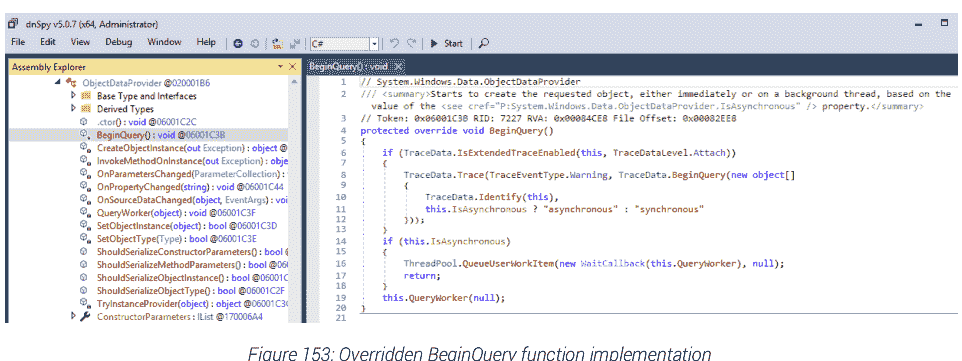 dnSpy v5.0.7 (x64, Administrator)
File Edit View Debug Window Help C# Start
Assembly Explorer
ObjectDataProvider @020001B6
Base Type and Interfaces
Derived Types
.ctor() : void @06001C2C
BeginQuery() : void @06001C3B
CreateObjectInstance(out Exception) : object @
InvokeMethodOnInstance(out Exception) : obje
OnParametersChanged(ParameterCollection) :
OnPropertyChanged(string) : void @06001C44
OnSourceDataChanged(object, EventArgs) : voi
QueryWorker(object) : void @06001C3F
SetObjectInstance(object) : bool @06001C3D
SetObjectType(Type) : bool @06001C3E
ShouldSerializeConstructorParameters() : bool @
ShouldSerializeMethodParameters() : bool @06
ShouldSerializeObjectInstance() : bool @06001
ShouldSerializeObjectType() : bool @06001C2F
TryInstanceProvider(object) : object @06001C3
ConstructorParameters : IList @170006A4
BeginQuery() : void
1 // System.Windows.Data.ObjectDataProvider
2 /// <summary>Starts to create the requested object, either immediately or on a background thread, based on the
value of the <see cref="P:System.Windows.Data.ObjectDataProvider.IsAsynchronous" /> property.</summary>
3 // Token: 0x06001C3B RID: 7227 RVA: 0x00084CE8 File Offset: 0x00082EE8
4 protected override void BeginQuery()
5 {
6 if (TraceData.IsExtendedTraceEnabled(this, TraceDataLevel.Attach))
7 {
8 TraceData.Trace(TraceEventType.Warning, TraceData.BeginQuery(new object[]
9 {
10 TraceData.Identify(this),
11 this.IsAsynchronous ? "asynchronous" : "synchronous"
12 }));
13 }
14 if (this.IsAsynchronous)
15 {
16 ThreadPool.QueueUserWorkItem(new WaitCallback(this.QueryWorker), null);
17 return;
18 }
19 this.QueryWorker(null);
20 }
21
Figure 153: Overridden BeginQuery function implementation